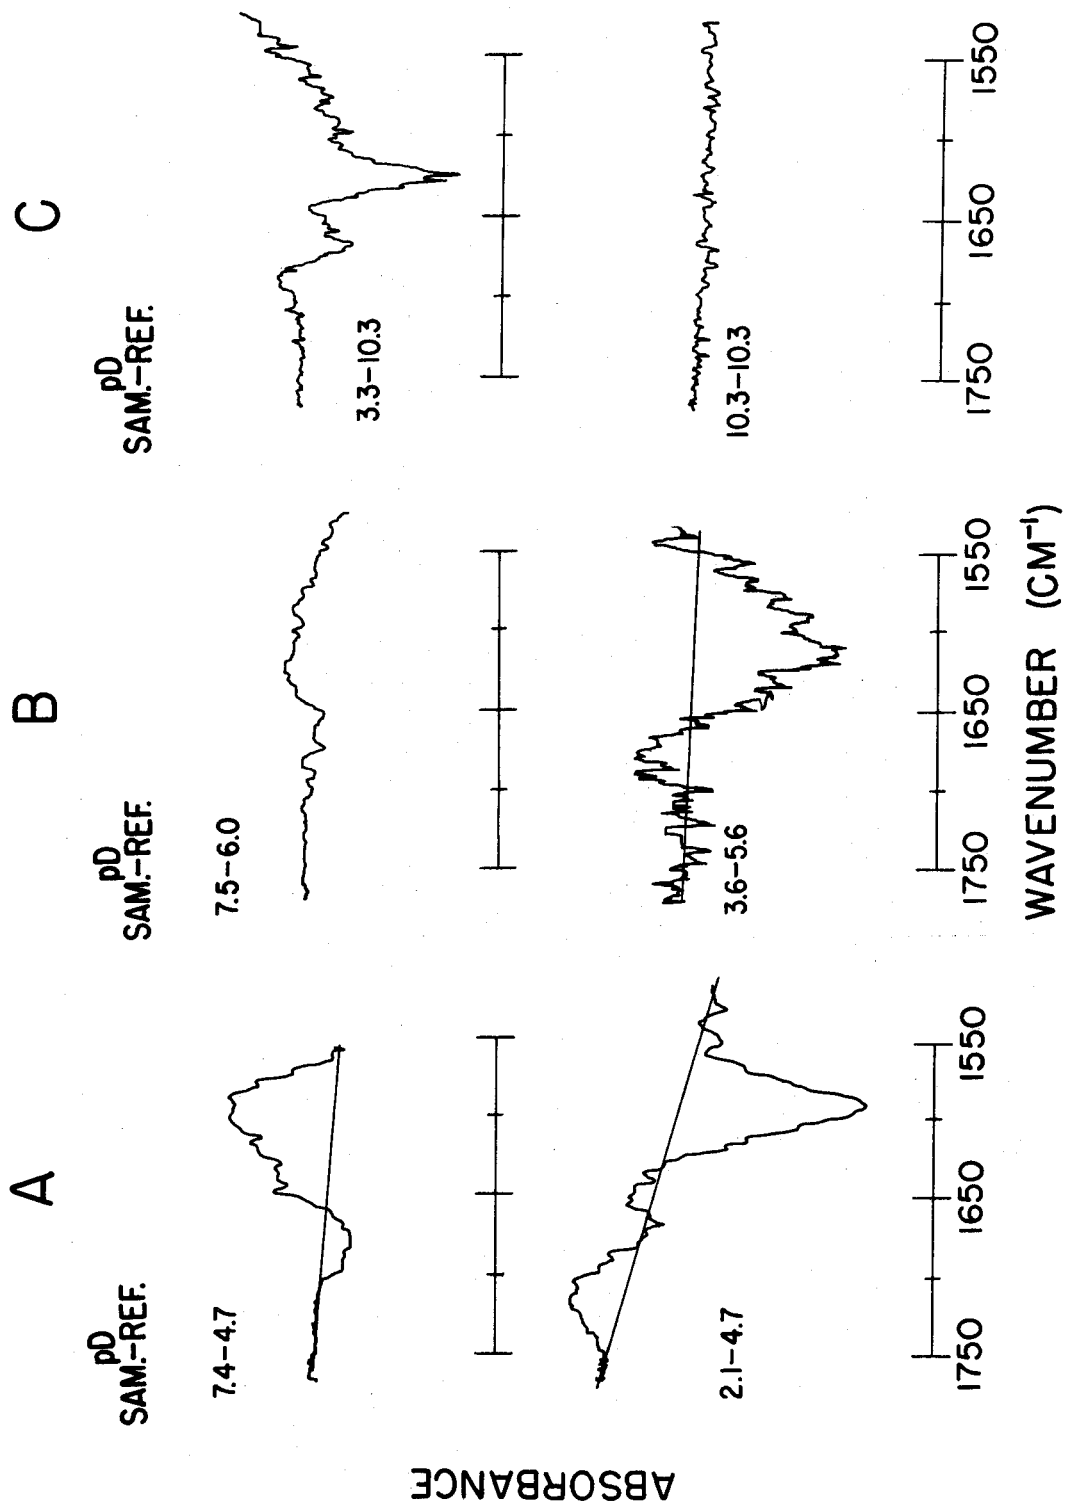 A
B
C
pD
SAM.–REF.
pD
SAM.–REF.
pD
SAM.–REF.
7.4–4.7
7.5–6.0
3.3–10.3
2.1–4.7
3.6–5.6
10.3–10.3
1750 1650 1550
1750 1650 1550
1750 1650 1550
WAVENUMBER (CM⁻¹)
ABSORBANCE